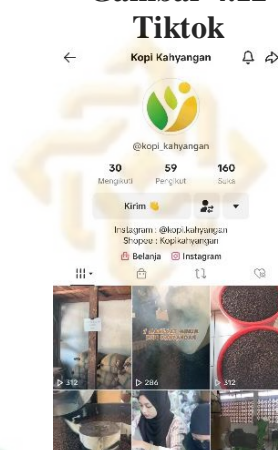 Tiktok
Kopi Kahyangan
@kopi_kahyangan
30 59 160
Mengikuti Pengikut Suka
Kirim 👋
Instagram : @kopi.kahyangan
Shopee : Kopikahyangan
Belanja Instagram
312 286 312